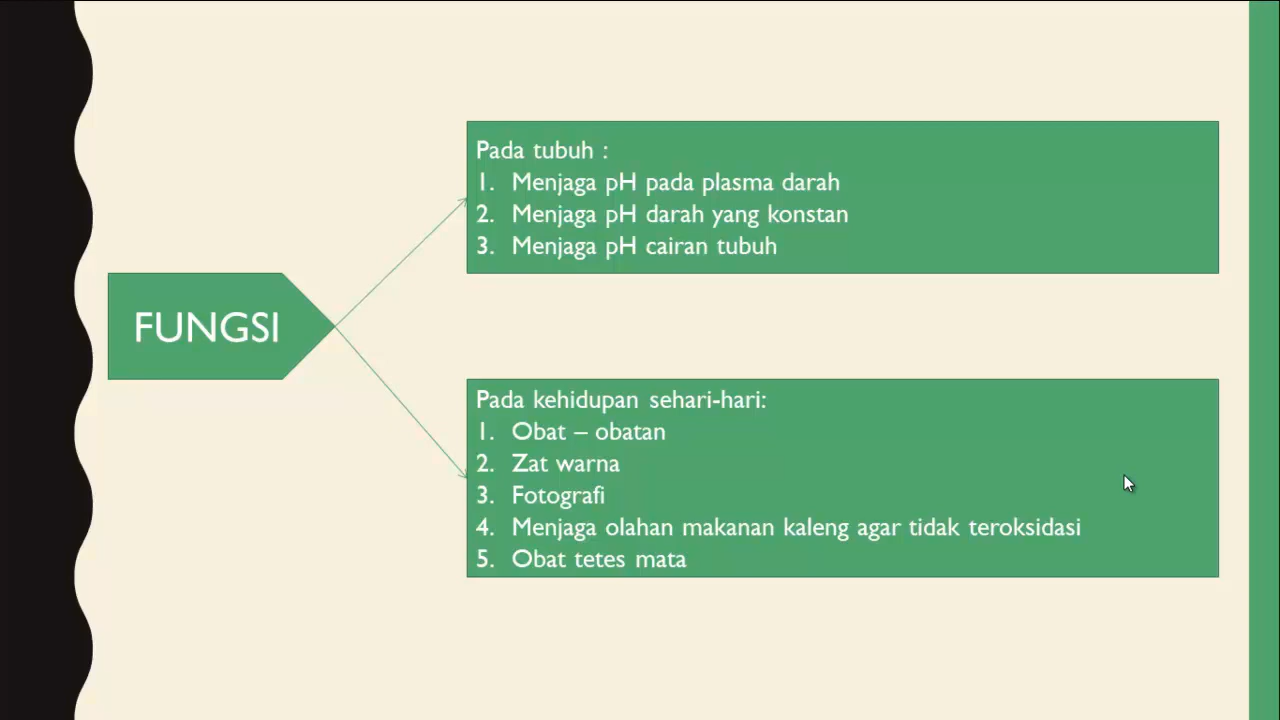 FUNGSI
Pada tubuh :
1. Menjaga pH pada plasma darah
2. Menjaga pH darah yang konstan
3. Menjaga pH cairan tubuh
Pada kehidupan sehari-hari:
1. Obat – obatan
2. Zat warna
3. Fotografi
4. Menjaga olahan makanan kaleng agar tidak teroksidasi
5. Obat tetes mata